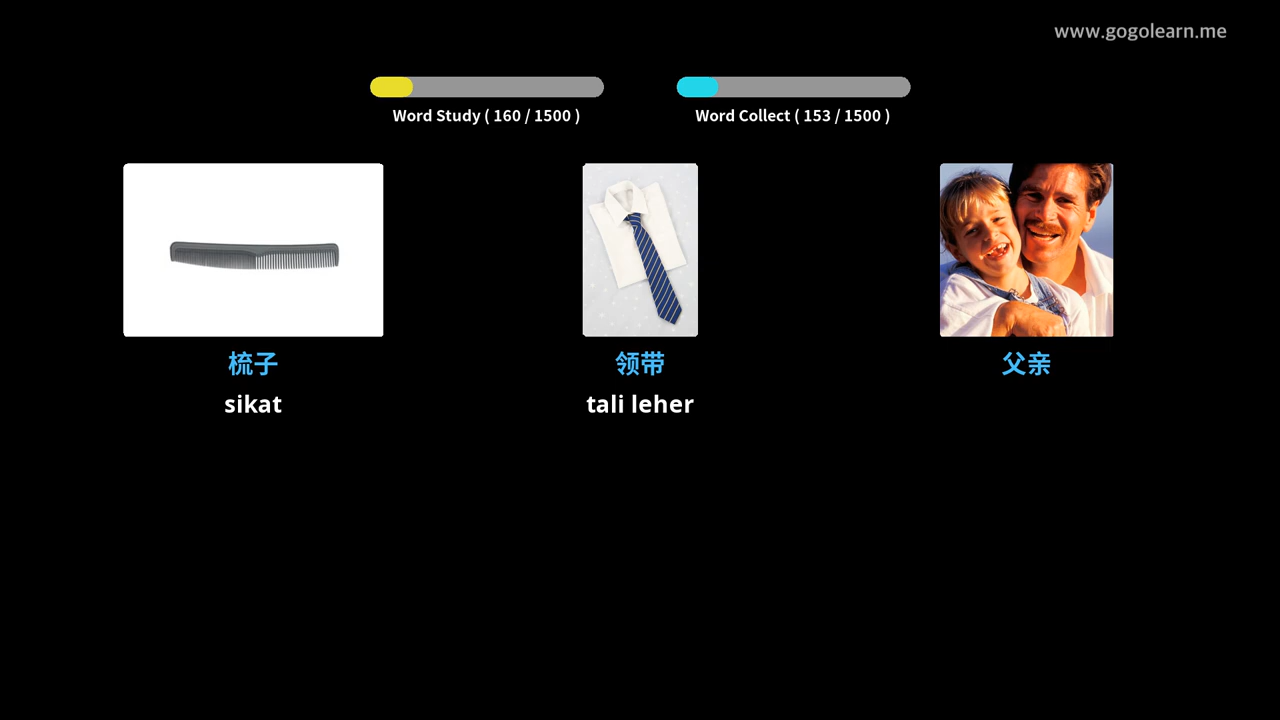 www.gogolearn.me
Word Study ( 160 / 1500 )
Word Collect ( 153 / 1500 )
梳子
领带
父亲
sikat
tali leher